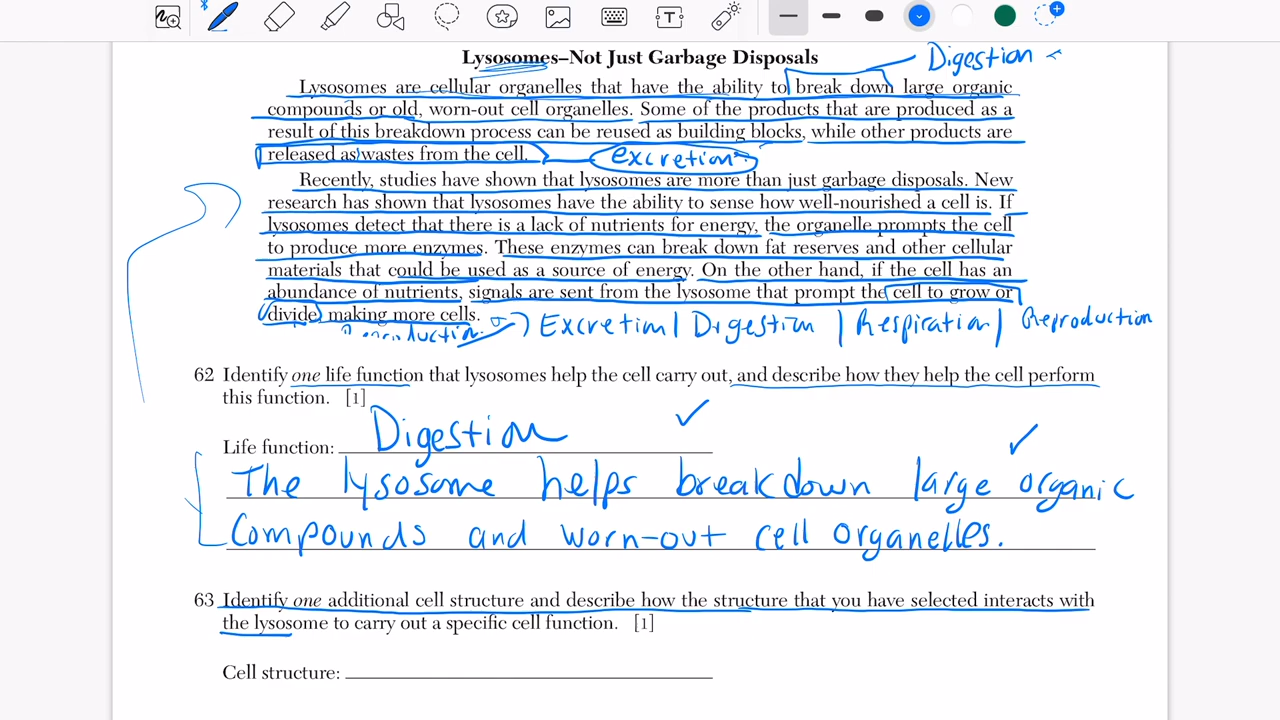 Lysosomes–Not Just Garbage Disposals
Digestion
Lysosomes are cellular organelles that have the ability to break down large organic
compounds or old, worn-out cell organelles. Some of the products that are produced as a
result of this breakdown process can be reused as building blocks, while other products are
released as wastes from the cell.
excretion
Recently, studies have shown that lysosomes are more than just garbage disposals. New
research has shown that lysosomes have the ability to sense how well-nourished a cell is. If
lysosomes detect that there is a lack of nutrients for energy, the organelle prompts the cell
to produce more enzymes. These enzymes can break down fat reserves and other cellular
materials that could be used as a source of energy. On the other hand, if the cell has an
abundance of nutrients, signals are sent from the lysosome that prompt the cell to grow or
divide, making more cells.
Reproduction Excretion | Digestion | Respiration | Reproduction
62 Identify one life function that lysosomes help the cell carry out, and describe how they help the cell perform
this function. [1]
Life function: Digestion
The lysosome helps breakdown large organic
Compounds and worn-out cell organelles.
63 Identify one additional cell structure and describe how the structure that you have selected interacts with
the lysosome to carry out a specific cell function. [1]
Cell structure: